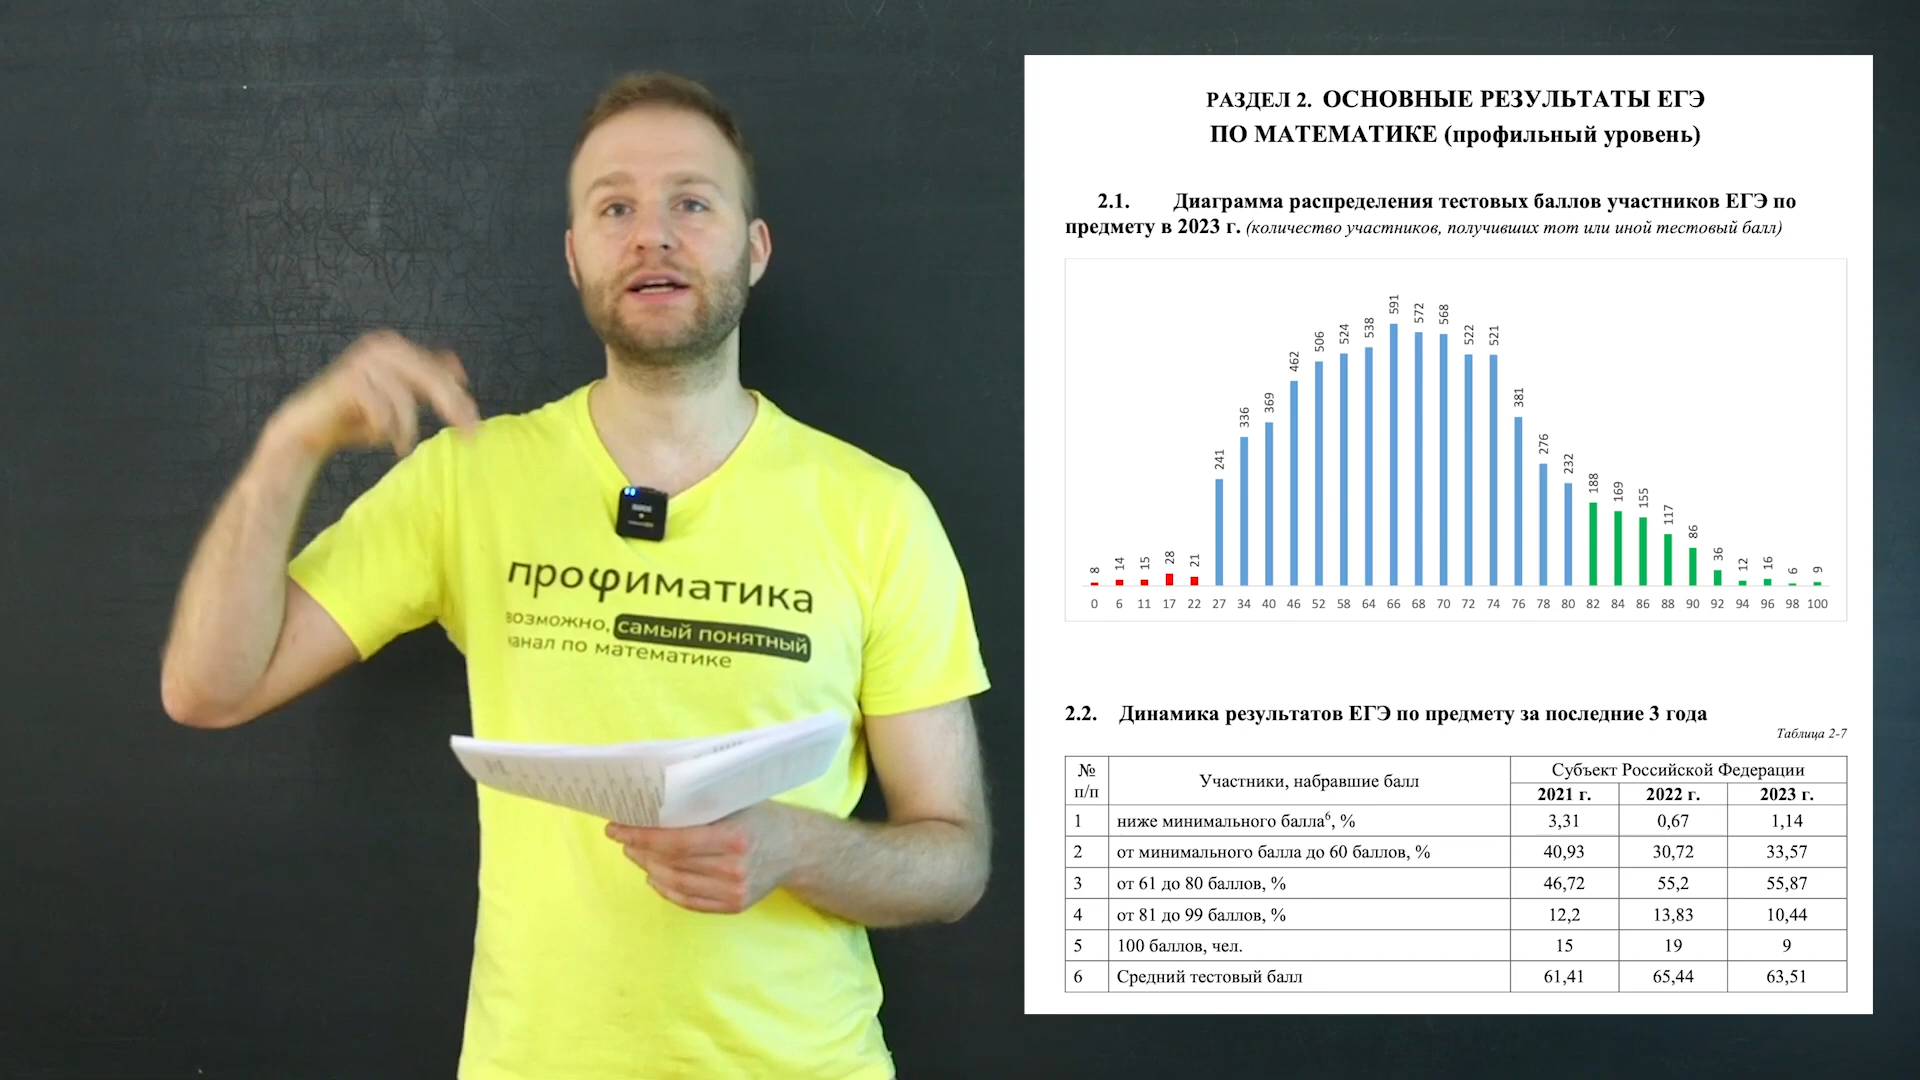 профиматика
возможно, самый понятный
канал по математике
РАЗДЕЛ 2. ОСНОВНЫЕ РЕЗУЛЬТАТЫ ЕГЭ
ПО МАТЕМАТИКЕ (профильный уровень)
2.1. Диаграмма распределения тестовых баллов участников ЕГЭ по
предмету в 2023 г. (количество участников, получивших тот или иной тестовый балл)
8 14 15 28 21 241 336 369 462 506 524 538 591 572 568 522 521 381 276 232 188 169 155 117 86 36 12 16 6 9
0 6 11 17 22 27 34 40 46 52 58 64 66 68 70 72 74 76 78 80 82 84 86 88 90 92 94 96 98 100
2.2. Динамика результатов ЕГЭ по предмету за последние 3 года
Таблица 2-7
№ п/п Участники, набравшие балл Субъект Российской Федерации
2021 г. 2022 г. 2023 г.
1 ниже минимального балла⁶, % 3,31 0,67 1,14
2 от минимального балла до 60 баллов, % 40,93 30,72 33,57
3 от 61 до 80 баллов, % 46,72 55,2 55,87
4 от 81 до 99 баллов, % 12,2 13,83 10,44
5 100 баллов, чел. 15 19 9
6 Средний тестовый балл 61,41 65,44 63,51